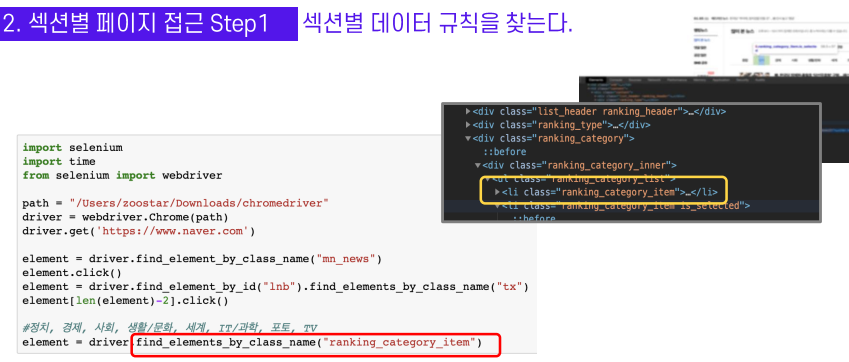 2. 섹션별 페이지 접근 Step1 섹션별 데이터 규칙을 찾는다.
▶<div class="list_header ranking_header">…</div>
▶<div class="ranking_type">…</div>
▼<div class="ranking_category">
::before
▼<div class="ranking_category_inner">
▼<ul class="ranking_category_list">
▶<li class="ranking_category_item">…</li>
▼<li class="ranking_category_item is_selected">
::before
import selenium
import time
from selenium import webdriver
path = "/Users/zoostar/Downloads/chromedriver"
driver = webdriver.Chrome(path)
driver.get('https://www.naver.com')
element = driver.find_element_by_class_name("mn_news")
element.click()
element = driver.find_element_by_id("lnb").find_elements_by_class_name("tx")
element[len(element)-2].click()
#정치, 경제, 사회, 생활/문화, 세계, IT/과학, 포토, TV
element = driver.find_elements_by_class_name("ranking_category_item")